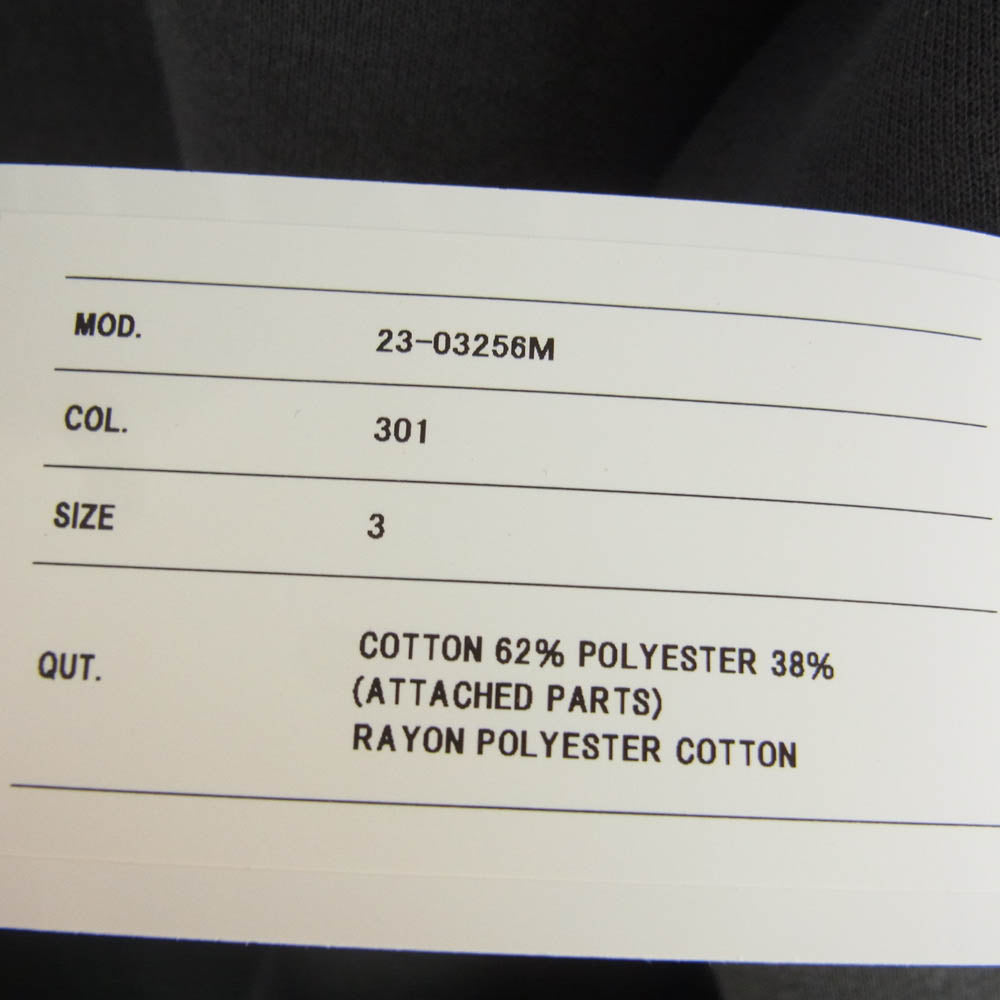 MOD. 23-03256M
COL. 301
SIZE 3
QUT. COTTON 62% POLYESTER 38%
(ATTACHED PARTS)
RAYON POLYESTER COTTON